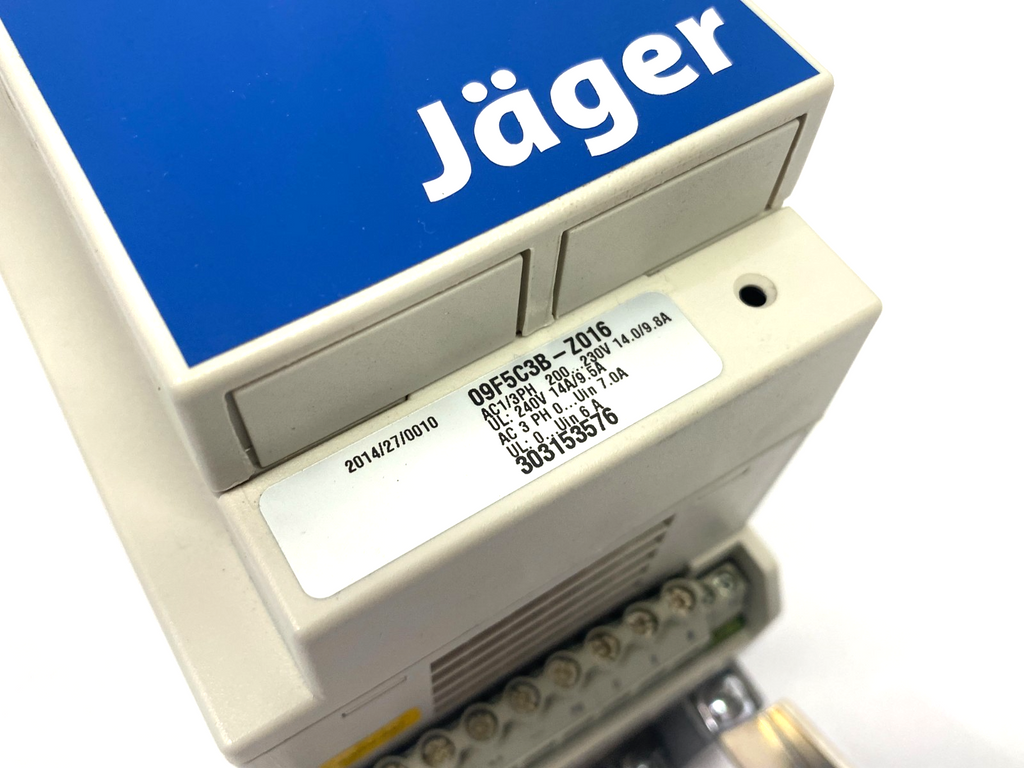 Jäger
2014/27/0010
09F5C3B-Z016
AC1/3PH 200...230V 14.0/9.8A
UL: 240V 14A/9.5A
AC 3 PH 0...Uin 7.0A
UL: 0...Uin 6 A
303153576